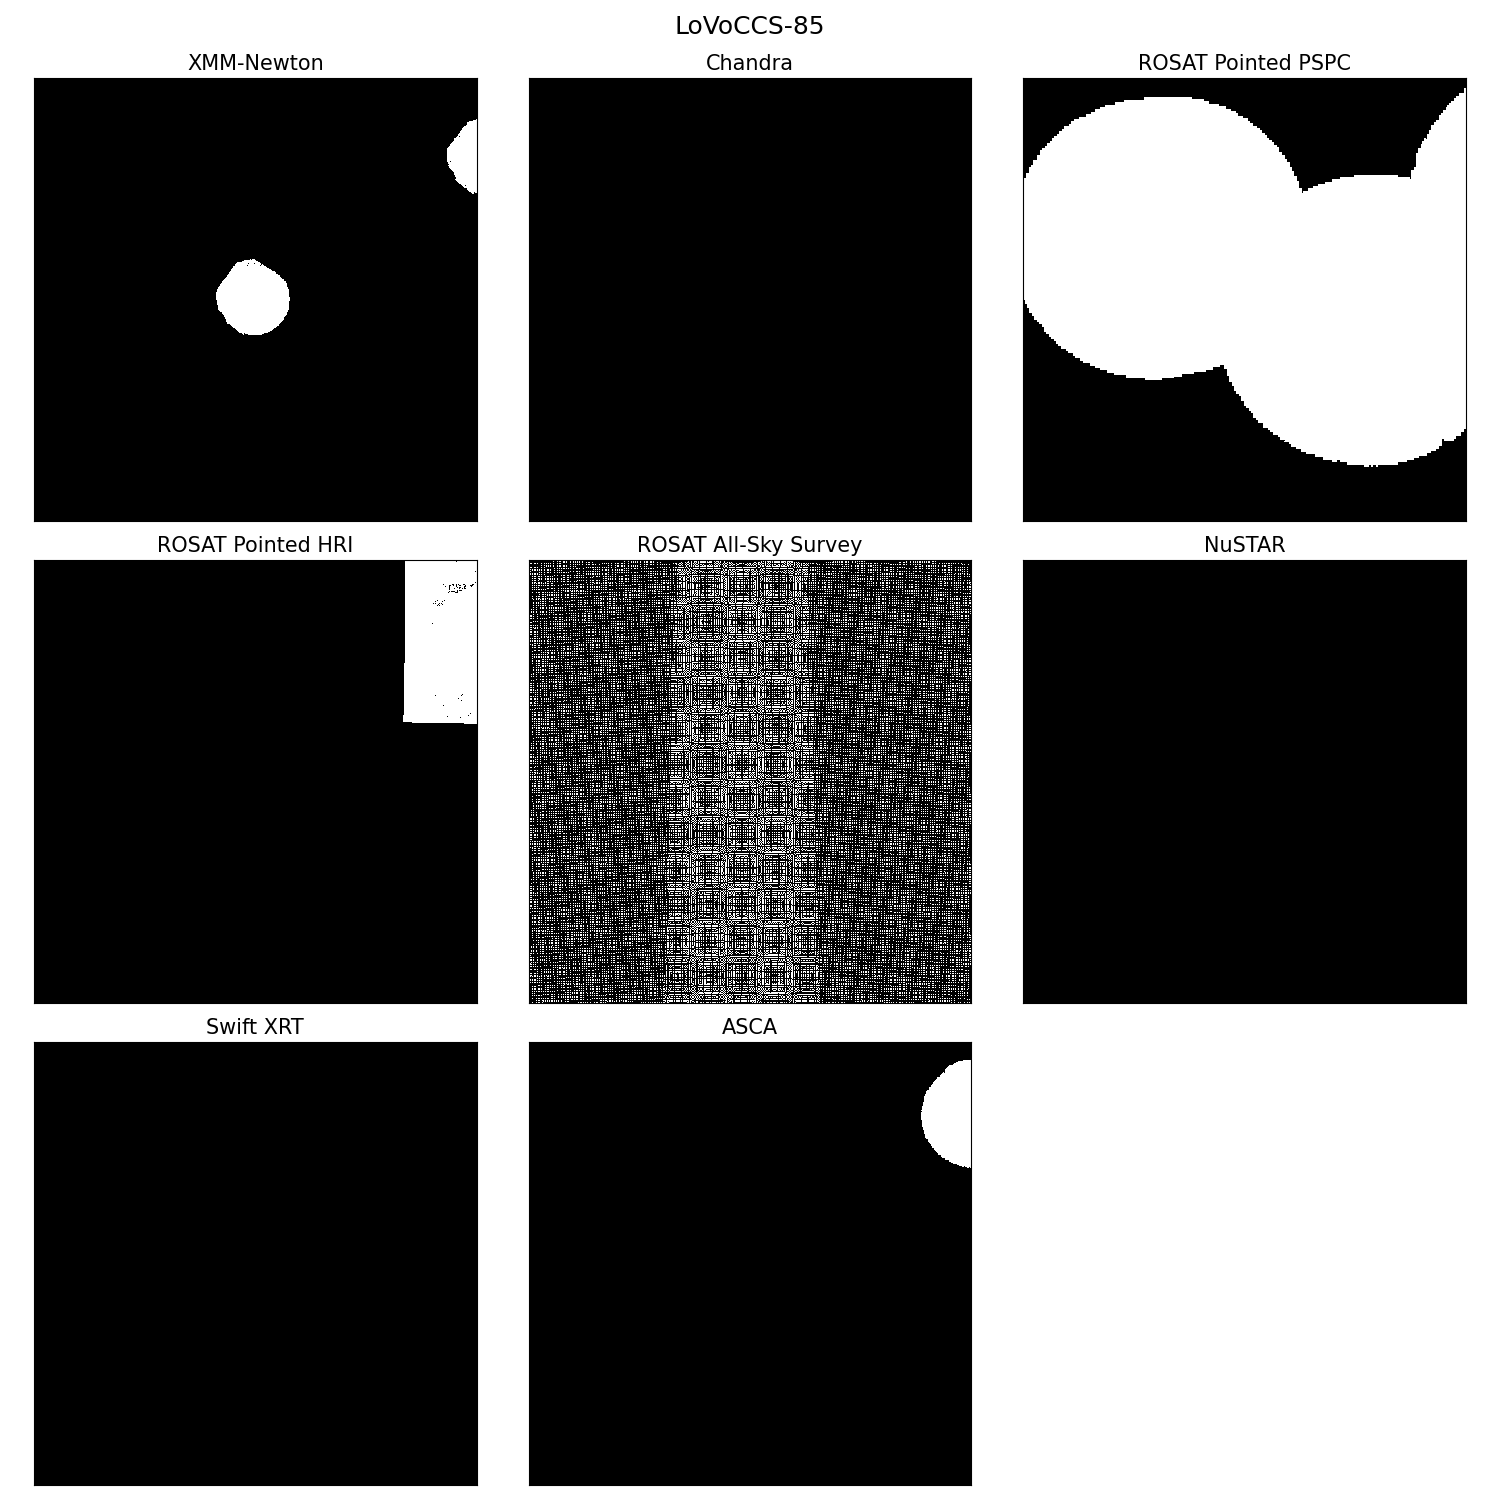 LoVoCCS-85
XMM-Newton
Chandra
ROSAT Pointed PSPC
ROSAT Pointed HRI
ROSAT All-Sky Survey
NuSTAR
Swift XRT
ASCA